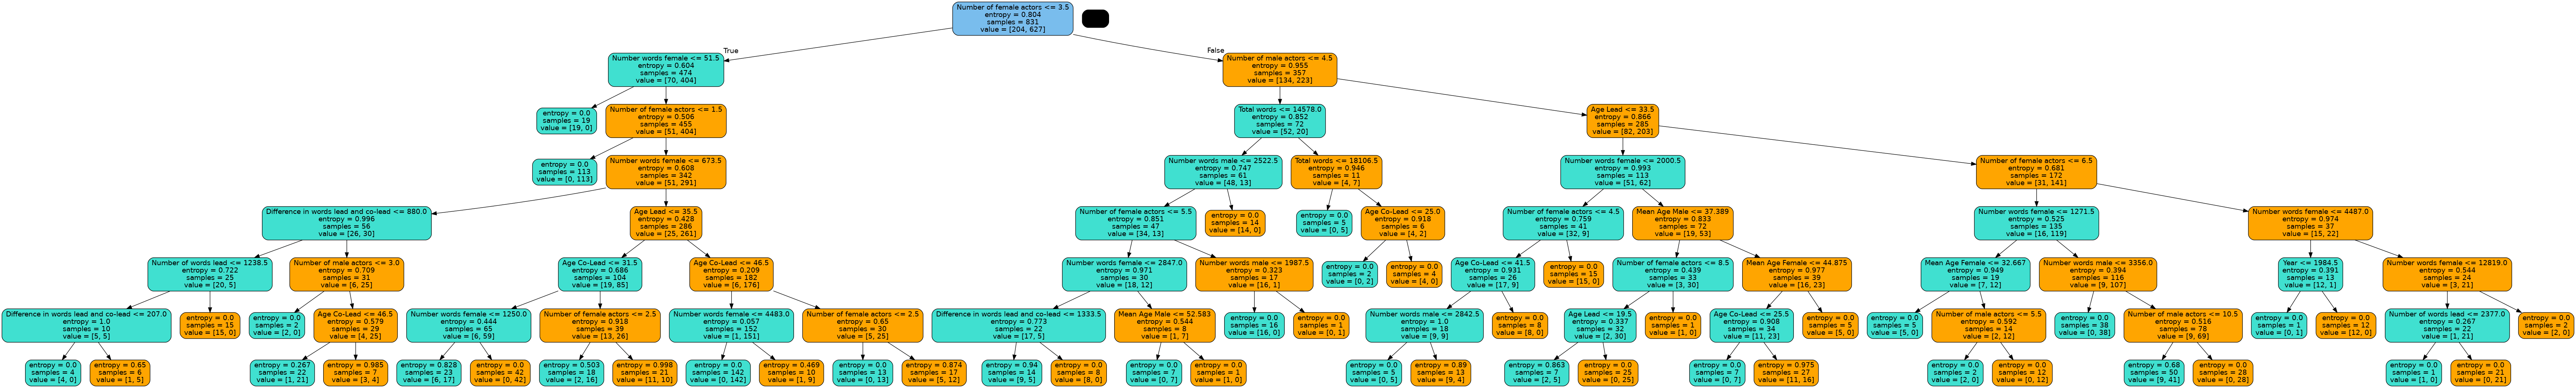 Number of female actors <= 3.5
entropy = 0.804
samples = 831
value = [204, 627]
True
False
Number words female <= 51.5
entropy = 0.604
samples = 474
value = [70, 404]
Number of male actors <= 4.5
entropy = 0.955
samples = 357
value = [134, 223]
entropy = 0.0
samples = 19
value = [19, 0]
Number of female actors <= 1.5
entropy = 0.506
samples = 455
value = [51, 404]
Total words <= 14578.0
entropy = 0.852
samples = 72
value = [52, 20]
Age Lead <= 33.5
entropy = 0.866
samples = 285
value = [82, 203]
entropy = 0.0
samples = 113
value = [0, 113]
Number words female <= 673.5
entropy = 0.608
samples = 342
value = [51, 291]
Number words male <= 2522.5
entropy = 0.747
samples = 61
value = [48, 13]
Total words <= 18106.5
entropy = 0.946
samples = 11
value = [4, 7]
Number words female <= 2000.5
entropy = 0.993
samples = 113
value = [51, 62]
Number of female actors <= 6.5
entropy = 0.681
samples = 172
value = [31, 141]
Difference in words lead and co-lead <= 880.0
entropy = 0.996
samples = 56
value = [26, 30]
Age Lead <= 35.5
entropy = 0.428
samples = 286
value = [25, 261]
Number of female actors <= 5.5
entropy = 0.851
samples = 47
value = [34, 13]
entropy = 0.0
samples = 14
value = [14, 0]
entropy = 0.0
samples = 5
value = [0, 5]
Age Co-Lead <= 25.0
entropy = 0.918
samples = 6
value = [4, 2]
Number of female actors <= 4.5
entropy = 0.759
samples = 41
value = [32, 9]
Mean Age Male <= 37.389
entropy = 0.833
samples = 72
value = [19, 53]
Number words female <= 1271.5
entropy = 0.525
samples = 135
value = [16, 119]
Number words female <= 4487.0
entropy = 0.974
samples = 37
value = [15, 22]
Number of words lead <= 1238.5
entropy = 0.722
samples = 25
value = [20, 5]
Number of male actors <= 3.0
entropy = 0.709
samples = 31
value = [6, 25]
Age Co-Lead <= 31.5
entropy = 0.686
samples = 104
value = [19, 85]
Age Co-Lead <= 46.5
entropy = 0.209
samples = 182
value = [6, 176]
Number words female <= 2847.0
entropy = 0.971
samples = 30
value = [18, 12]
Number words male <= 1987.5
entropy = 0.323
samples = 17
value = [16, 1]
entropy = 0.0
samples = 2
value = [0, 2]
entropy = 0.0
samples = 4
value = [4, 0]
Age Co-Lead <= 41.5
entropy = 0.931
samples = 26
value = [17, 9]
entropy = 0.0
samples = 15
value = [15, 0]
Number of female actors <= 8.5
entropy = 0.439
samples = 33
value = [3, 30]
Mean Age Female <= 44.875
entropy = 0.977
samples = 39
value = [16, 23]
Mean Age Female <= 32.667
entropy = 0.949
samples = 19
value = [7, 12]
Number words male <= 3356.0
entropy = 0.394
samples = 116
value = [9, 107]
Year <= 1984.5
entropy = 0.391
samples = 13
value = [12, 1]
Number words female <= 12819.0
entropy = 0.544
samples = 24
value = [3, 21]
Difference in words lead and co-lead <= 207.0
entropy = 1.0
samples = 10
value = [5, 5]
entropy = 0.0
samples = 15
value = [15, 0]
entropy = 0.0
samples = 2
value = [2, 0]
Age Co-Lead <= 46.5
entropy = 0.579
samples = 29
value = [4, 25]
Number words female <= 1250.0
entropy = 0.444
samples = 65
value = [6, 59]
Number of female actors <= 2.5
entropy = 0.918
samples = 39
value = [13, 26]
Number words female <= 4483.0
entropy = 0.057
samples = 152
value = [1, 151]
Number of female actors <= 2.5
entropy = 0.65
samples = 30
value = [5, 25]
Difference in words lead and co-lead <= 1333.5
entropy = 0.773
samples = 22
value = [17, 5]
Mean Age Male <= 52.583
entropy = 0.544
samples = 8
value = [1, 7]
entropy = 0.0
samples = 16
value = [16, 0]
entropy = 0.0
samples = 1
value = [0, 1]
Number words male <= 2842.5
entropy = 1.0
samples = 18
value = [9, 9]
entropy = 0.0
samples = 8
value = [8, 0]
Age Lead <= 19.5
entropy = 0.337
samples = 32
value = [2, 30]
entropy = 0.0
samples = 1
value = [1, 0]
Age Co-Lead <= 25.5
entropy = 0.908
samples = 34
value = [11, 23]
entropy = 0.0
samples = 5
value = [5, 0]
entropy = 0.0
samples = 5
value = [5, 0]
Number of male actors <= 5.5
entropy = 0.592
samples = 14
value = [2, 12]
entropy = 0.0
samples = 38
value = [0, 38]
Number of male actors <= 10.5
entropy = 0.516
samples = 78
value = [9, 69]
entropy = 0.0
samples = 1
value = [0, 1]
entropy = 0.0
samples = 12
value = [12, 0]
Number of words lead <= 2377.0
entropy = 0.267
samples = 22
value = [1, 21]
entropy = 0.0
samples = 2
value = [2, 0]
entropy = 0.0
samples = 4
value = [4, 0]
entropy = 0.65
samples = 6
value = [1, 5]
entropy = 0.267
samples = 22
value = [1, 21]
entropy = 0.985
samples = 7
value = [3, 4]
entropy = 0.828
samples = 23
value = [6, 17]
entropy = 0.0
samples = 42
value = [0, 42]
entropy = 0.503
samples = 18
value = [2, 16]
entropy = 0.998
samples = 21
value = [11, 10]
entropy = 0.0
samples = 142
value = [0, 142]
entropy = 0.469
samples = 10
value = [1, 9]
entropy = 0.0
samples = 13
value = [0, 13]
entropy = 0.874
samples = 17
value = [5, 12]
entropy = 0.94
samples = 14
value = [9, 5]
entropy = 0.0
samples = 8
value = [8, 0]
entropy = 0.0
samples = 7
value = [0, 7]
entropy = 0.0
samples = 1
value = [1, 0]
entropy = 0.0
samples = 5
value = [0, 5]
entropy = 0.89
samples = 13
value = [9, 4]
entropy = 0.863
samples = 7
value = [2, 5]
entropy = 0.0
samples = 25
value = [0, 25]
entropy = 0.0
samples = 7
value = [0, 7]
entropy = 0.975
samples = 27
value = [11, 16]
entropy = 0.0
samples = 2
value = [2, 0]
entropy = 0.0
samples = 12
value = [0, 12]
entropy = 0.68
samples = 50
value = [9, 41]
entropy = 0.0
samples = 28
value = [0, 28]
entropy = 0.0
samples = 1
value = [1, 0]
entropy = 0.0
samples = 21
value = [0, 21]